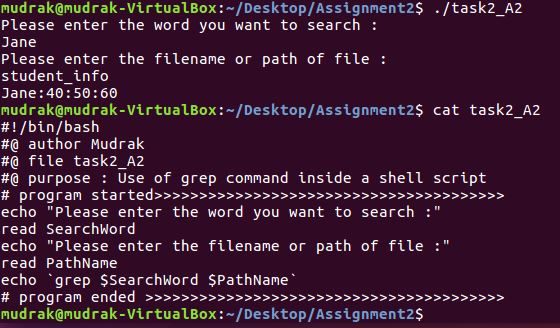 mudrak@mudrak-VirtualBox:~/Desktop/Assignment2$ ./task2_A2
Please enter the word you want to search :
Jane
Please enter the filename or path of file :
student_info
Jane:40:50:60
mudrak@mudrak-VirtualBox:~/Desktop/Assignment2$ cat task2_A2
#!/bin/bash
#@ author Mudrak
#@ file task2_A2
#@ purpose : Use of grep command inside a shell script
# program started>>>>>>>>>>>>>>>>>>>>>>>>>>>>>>>>>>>>>>>
echo "Please enter the word you want to search :"
read SearchWord
echo "Please enter the filename or path of file :"
read PathName
echo `grep $SearchWord $PathName`
# program ended >>>>>>>>>>>>>>>>>>>>>>>>>>>>>>>>>>>>>>>>
mudrak@mudrak-VirtualBox:~/Desktop/Assignment2$